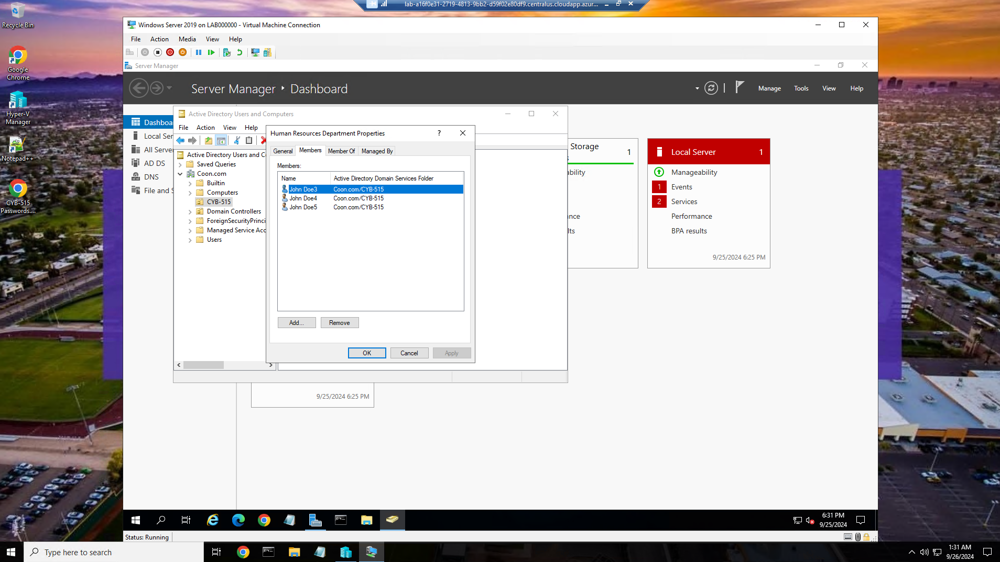 lab-a16f0e31-2719-4813-9bb2-d59f02e80df9.centralus.cloudapp.azur...
Recycle Bin
Google Chrome
Hyper-V Manager
Notepad++
CYB-515 Passwords....
Windows Server 2019 on LAB000000 - Virtual Machine Connection
File Action Media View Help
Server Manager
Server Manager ‣ Dashboard
Manage Tools View Help
Dashboa
Local Ser
All Serve
AD DS
DNS
File and S
Active Directory Users and Computers
File Action View Help
Active Directory Users and C
Saved Queries
Coon.com
Builtin
Computers
CYB-515
Domain Controllers
ForeignSecurityPrinci
Managed Service Acc
Users
Human Resources Department Properties
?
General Members Member Of Managed By
Members:
Name Active Directory Domain Services Folder
John Doe3 Coon.com/CYB-515
John Doe4 Coon.com/CYB-515
John Doe5 Coon.com/CYB-515
Add... Remove
OK Cancel Apply
Storage 1
s
bility
nce
lts
Local Server 1
Manageability
1 Events
2 Services
Performance
BPA results
9/25/2024 6:25 PM
9/25/2024 6:25 PM
6:31 PM
9/25/2024
Status: Running
Type here to search
1:31 AM
9/26/2024